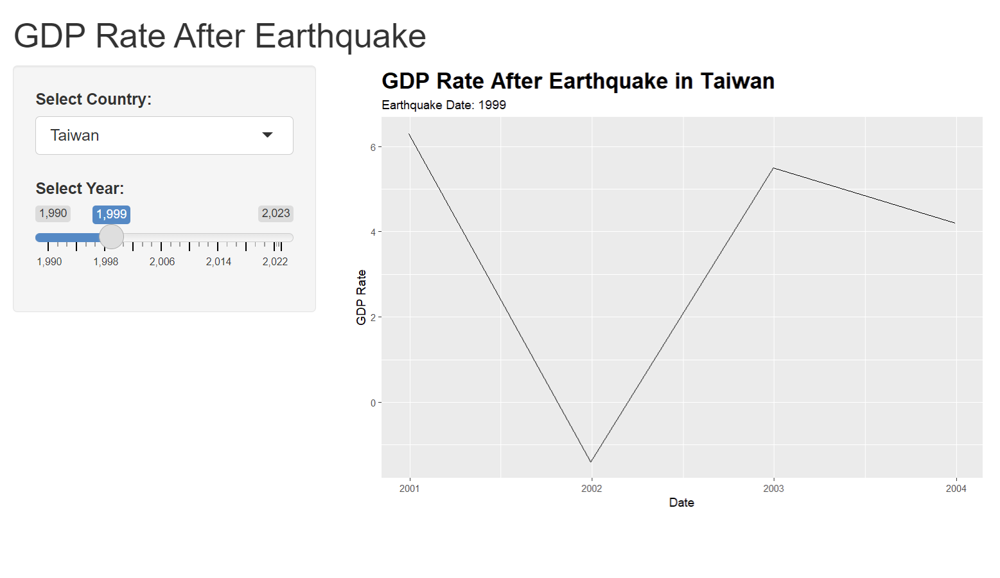 GDP Rate After Earthquake
Select Country:
Taiwan
Select Year:
1,990 1,999 2,023
1,990 1,998 2,006 2,014 2,022
GDP Rate After Earthquake in Taiwan
Earthquake Date: 1999
6
4
2
0
GDP Rate
2001 2002 2003 2004
Date